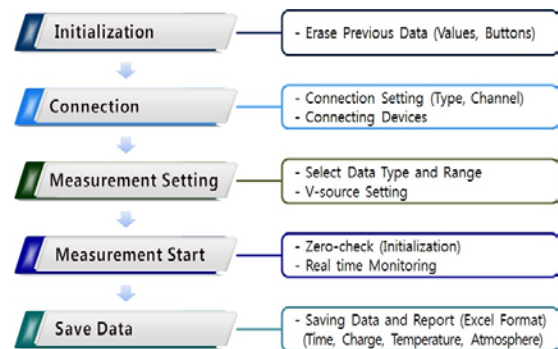 Initialization
- Erase Previous Data (Values, Buttons)
Connection
- Connection Setting (Type, Channel)
- Connecting Devices
Measurement Setting
- Select Data Type and Range
- V-source Setting
Measurement Start
- Zero-check (Initialization)
- Real time Monitoring
Save Data
- Saving Data and Report (Excel Format)
(Time, Charge, Temperature, Atmosphere)